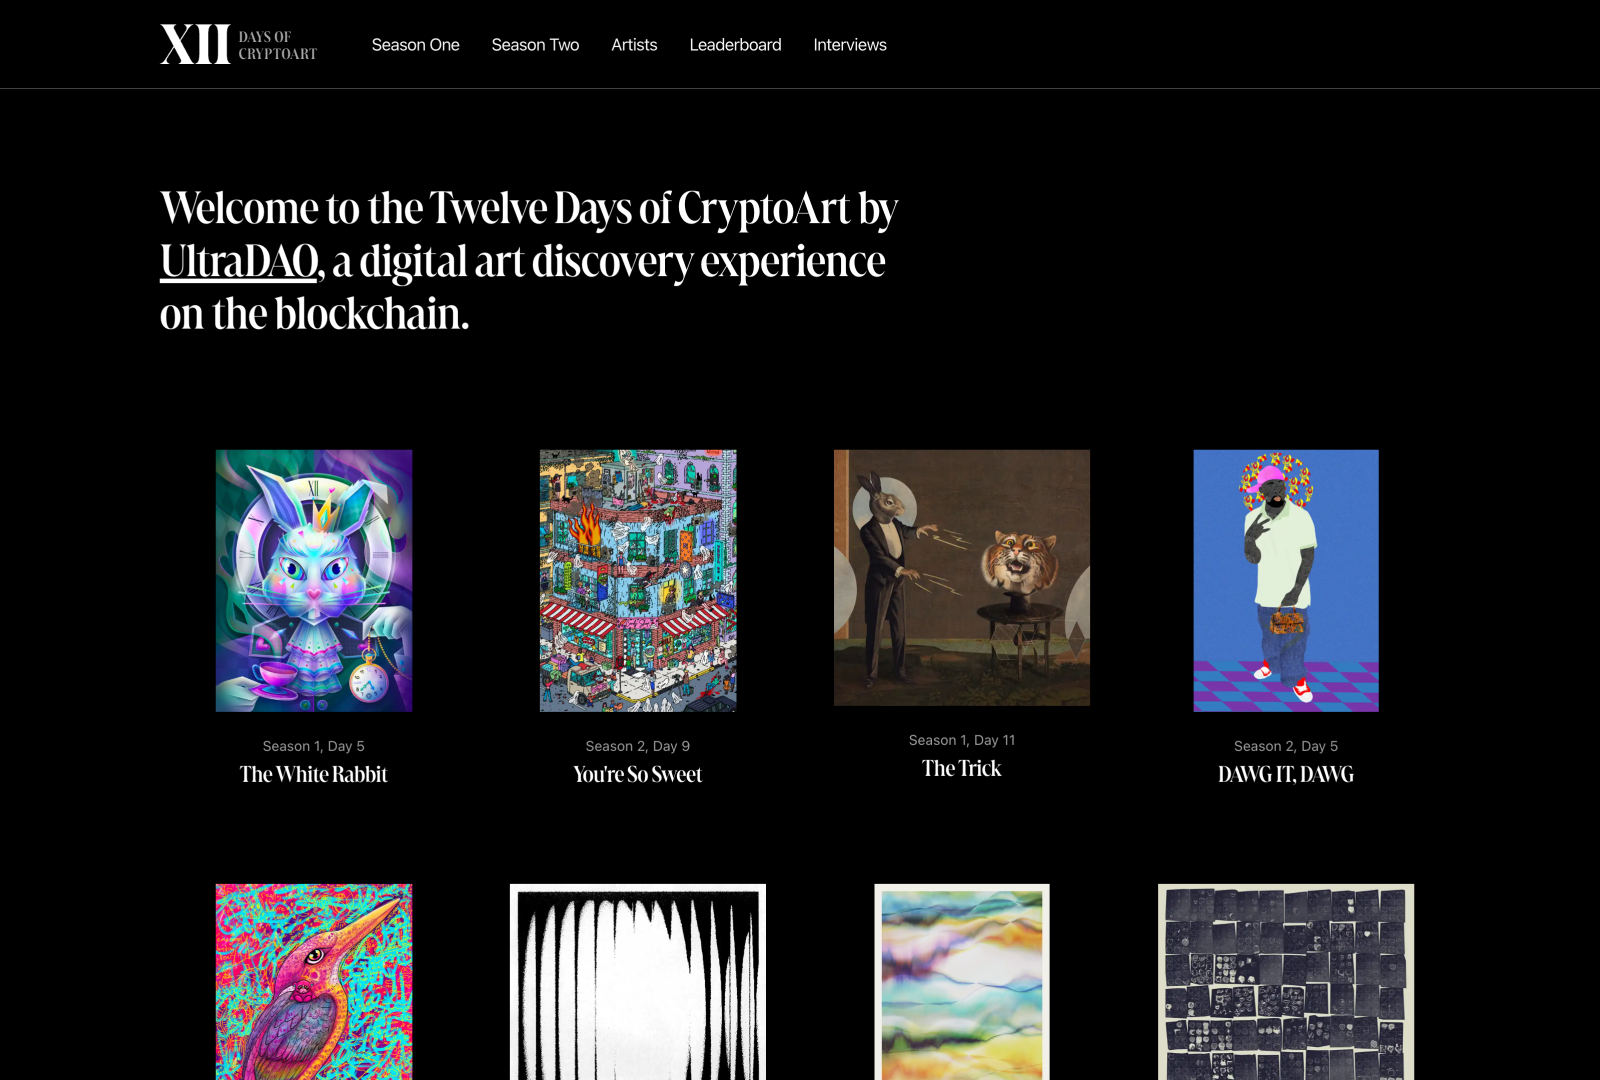 XII DAYS OF
CRYPTOART
Season One
Season Two
Artists
Leaderboard
Interviews
Welcome to the Twelve Days of CryptoArt by
UltraDAO, a digital art discovery experience
on the blockchain.
XII
Season 1, Day 5
The White Rabbit
Season 2, Day 9
You're So Sweet
Season 1, Day 11
The Trick
Season 2, Day 5
DAWG IT, DAWG